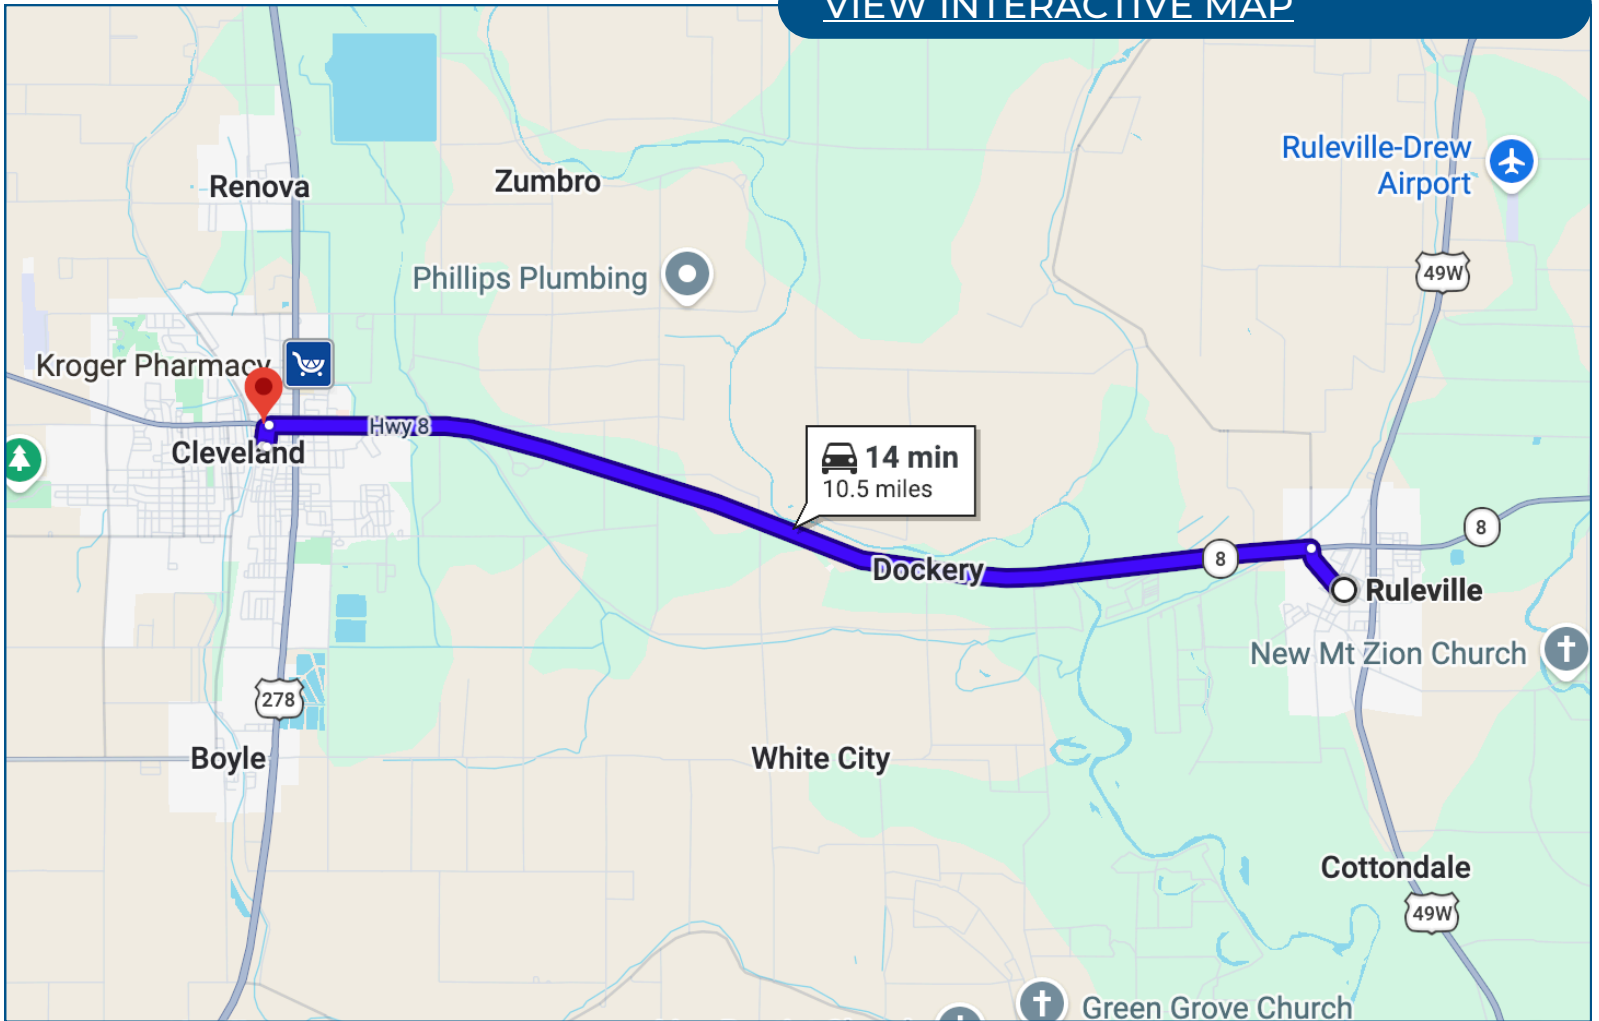 VIEW INTERACTIVE MAP
Ruleville-Drew
Airport
Renova
Zumbro
49W
Phillips Plumbing
Kroger Pharmacy
Hwy 8
Cleveland
14 min
10.5 miles
8
Dockery
8
Ruleville
New Mt Zion Church
278
Boyle
White City
Cottondale
49W
Green Grove Church